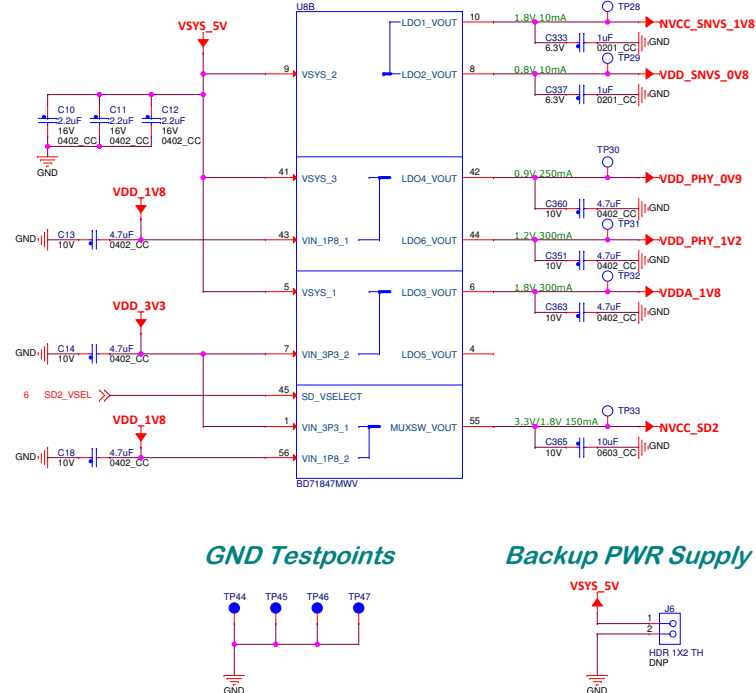 U8B
VSYS_5V
TP28
10
LDO1_VOUT
1.8V 10mA
NVCC_SNVS_1V8
C333
1uF
6.3V
0201_CC
GND
TP29
9
VSYS_2
LDO2_VOUT
8
0.8V 10mA
VDD_SNVS_0V8
C337
1uF
6.3V
0201_CC
GND
C10
2.2uF
16V
0402_CC
C11
2.2uF
16V
0402_CC
C12
2.2uF
16V
0402_CC
GND
TP30
41
VSYS_3
LDO4_VOUT
42
0.9V 250mA
VDD_PHY_0V9
VDD_1V8
C360
4.7uF
10V
0402_CC
GND
TP31
GND
C13
4.7uF
10V
0402_CC
43
VIN_1P8_1
LDO6_VOUT
44
1.2V 300mA
VDD_PHY_1V2
C351
4.7uF
10V
0402_CC
GND
TP32
5
VSYS_1
LDO3_VOUT
6
1.8V 300mA
VDDA_1V8
VDD_3V3
C363
4.7uF
10V
0402_CC
GND
GND
C14
4.7uF
10V
0402_CC
7
VIN_3P3_2
LDO5_VOUT
4
6 SD2_VSEL
45
SD_VSELECT
TP33
VDD_1V8
1
VIN_3P3_1
MUXSW_VOUT
55
3.3V/1.8V 150mA
NVCC_SD2
C365
10uF
10V
0603_CC
GND
GND
C18
4.7uF
10V
0402_CC
56
VIN_1P8_2
BD71847MWV
GND Testpoints
TP44
TP45
TP46
TP47
GND
Backup PWR Supply
VSYS_5V
J6
1
2
HDR 1X2 TH
DNP
GND